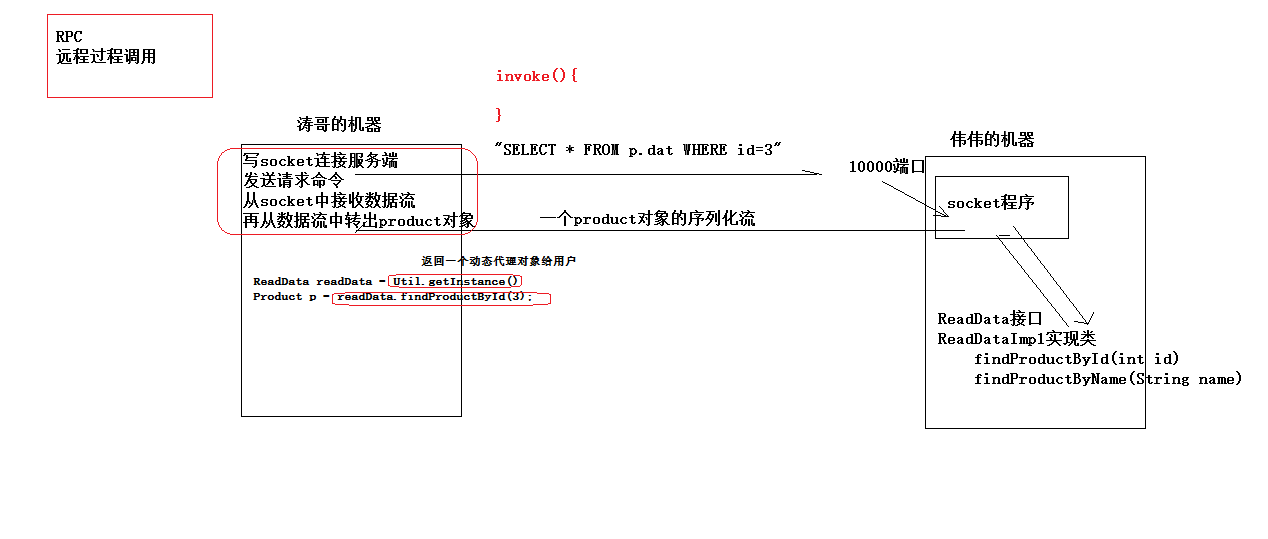 RPC
远程过程调用
invoke(){
}
涛哥的机器
"SELECT * FROM p.dat WHERE id=3"
伟伟的机器
写socket连接服务端
发送请求命令
从socket中接收数据流
再从数据流中转出product对象
10000端口
socket程序
一个product对象的序列化流
返回一个动态代理对象给用户
ReadData readData = Util.getInstance()
Product p = readData.findProductById(3);
ReadData接口
ReadDataImpl实现类
findProductById(int id)
findProductByName(String name)